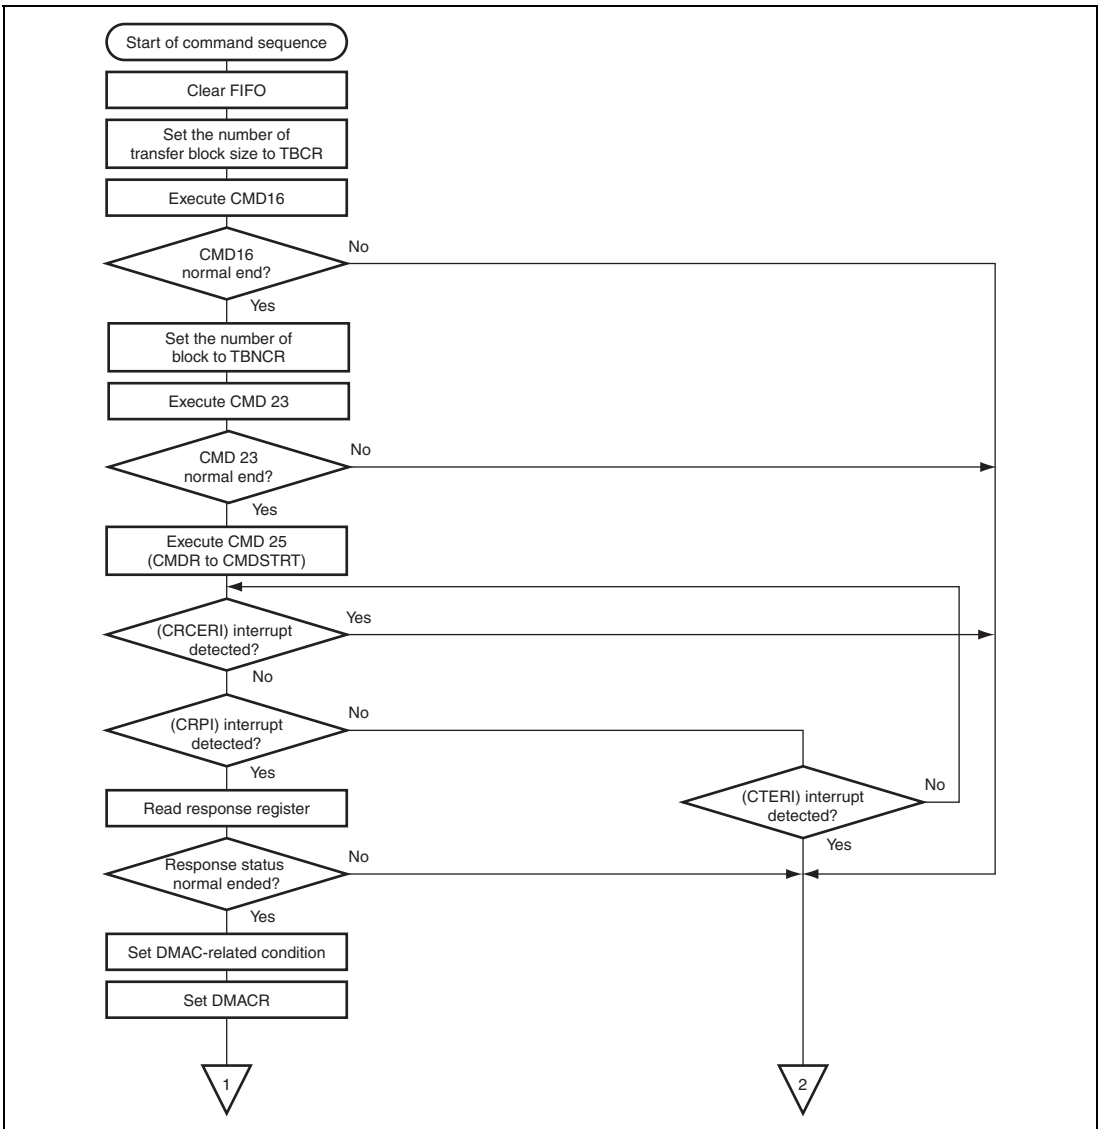 Start of command sequence
Clear FIFO
Set the number of
transfer block size to TBCR
Execute CMD16
CMD16
normal end?
No
Yes
Set the number of
block to TBNCR
Execute CMD 23
CMD 23
normal end?
No
Yes
Execute CMD 25
(CMDR to CMDSTRT)
(CRCERI) interrupt
detected?
Yes
No
(CRPI) interrupt
detected?
No
Yes
(CTERI) interrupt
detected?
No
Yes
Read response register
Response status
normal ended?
No
Yes
Set DMAC-related condition
Set DMACR
1
2